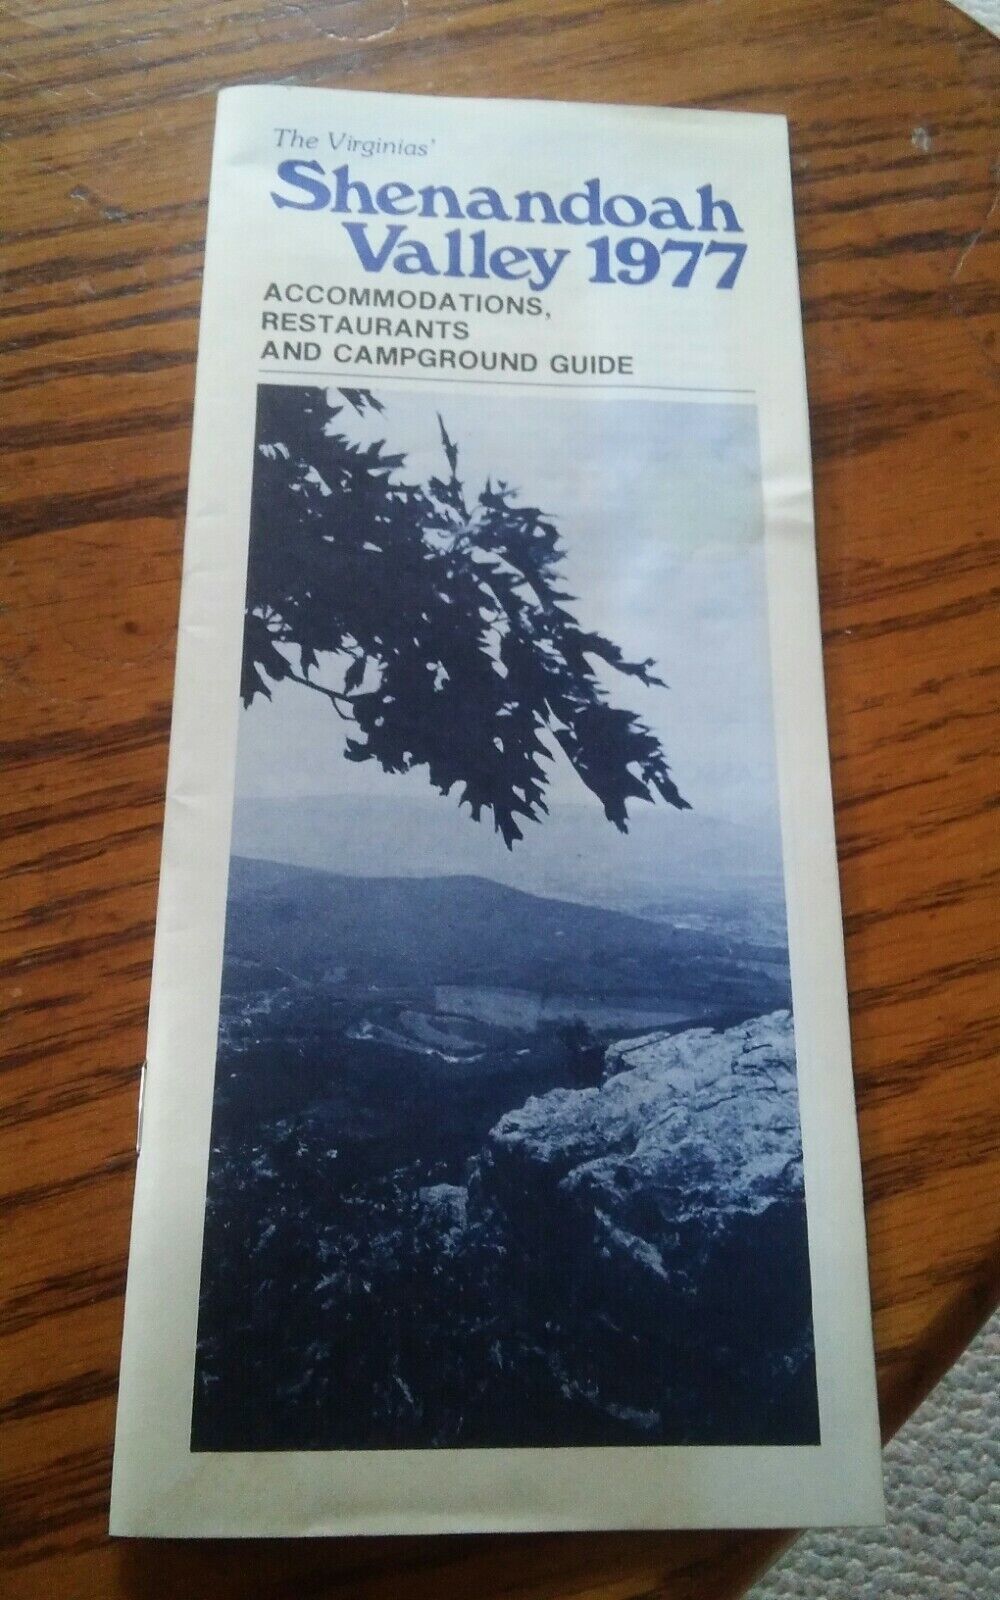 The Virginias'
Shenandoah
Valley 1977
ACCOMMODATIONS,
RESTAURANTS
AND CAMPGROUND GUIDE